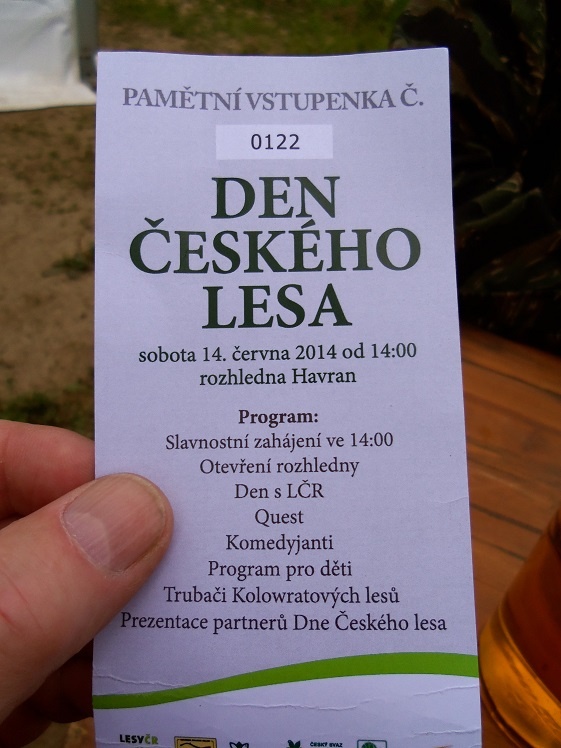 PAMĚTNÍ VSTUPENKA Č.
0122
DEN
ČESKÉHO
LESA
sobota 14. června 2014 od 14:00
rozhledna Havran
Program:
Slavnostní zahájení ve 14:00
Otevření rozhledny
Den s LČR
Quest
Komedyjanti
Program pro děti
Trubači Kolowratových lesů
Prezentace partnerů Dne Českého lesa
LESY ČR
ČESKÝ SVAZ